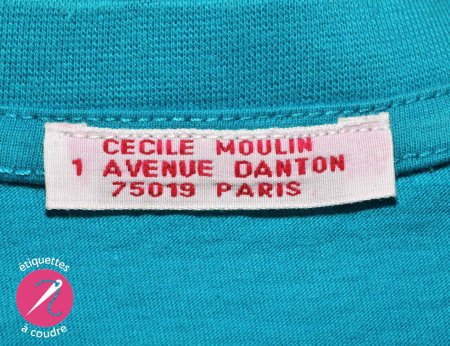 CECILE MOULIN
1 AVENUE DANTON
75019 PARIS
étiquettes
à coudre